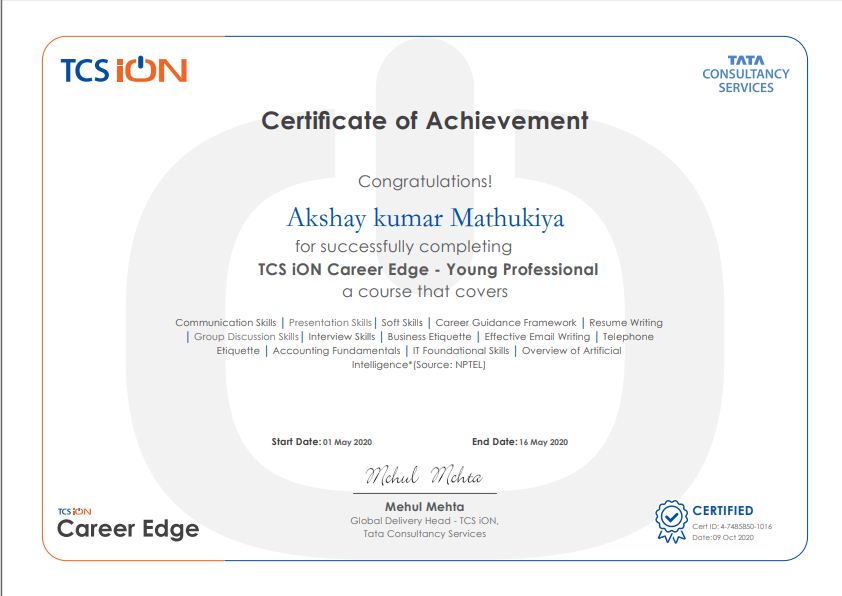 TCS iON
TATA
CONSULTANCY
SERVICES
Certificate of Achievement
Congratulations!
Akshay kumar Mathukiya
for successfully completing
TCS iON Career Edge - Young Professional
a course that covers
Communication Skills | Presentation Skills| Soft Skills | Career Guidance Framework | Resume Writing
| Group Discussion Skills| Interview Skills | Business Etiquette | Effective Email Writing | Telephone
Etiquette | Accounting Fundamentals | IT Foundational Skills | Overview of Artificial
Intelligence*(Source: NPTEL)
Start Date: 01 May 2020 End Date: 16 May 2020
Mehul Mehta
Mehul Mehta
Global Delivery Head - TCS iON,
Tata Consultancy Services
TCS iON
Career Edge
CERTIFIED
Cert ID: 4-7485850-1016
Date: 09 Oct 2020